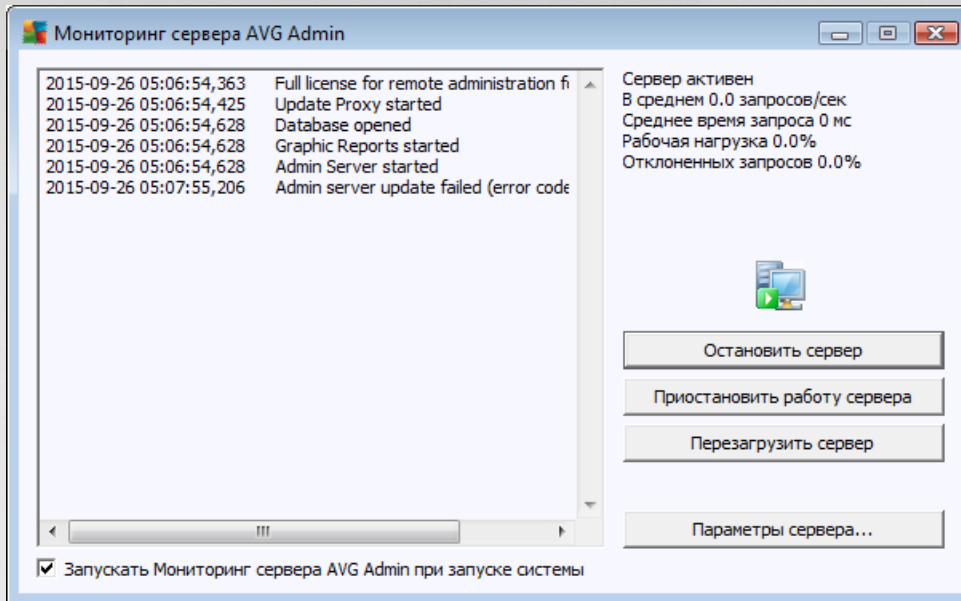 Мониторинг сервера AVG Admin
2015-09-26 05:06:54,363 Full license for remote administration
2015-09-26 05:06:54,425 Update Proxy started
2015-09-26 05:06:54,628 Database opened
2015-09-26 05:06:54,628 Graphic Reports started
2015-09-26 05:06:54,628 Admin Server started
2015-09-26 05:07:55,206 Admin server update failed (error code
Сервер активен
В среднем 0.0 запросов/сек
Среднее время запроса 0 мс
Рабочая нагрузка 0.0%
Отклоненных запросов 0.0%
Остановить сервер
Приостановить работу сервера
Перезагрузить сервер
Параметры сервера...
Запускать Мониторинг сервера AVG Admin при запуске системы